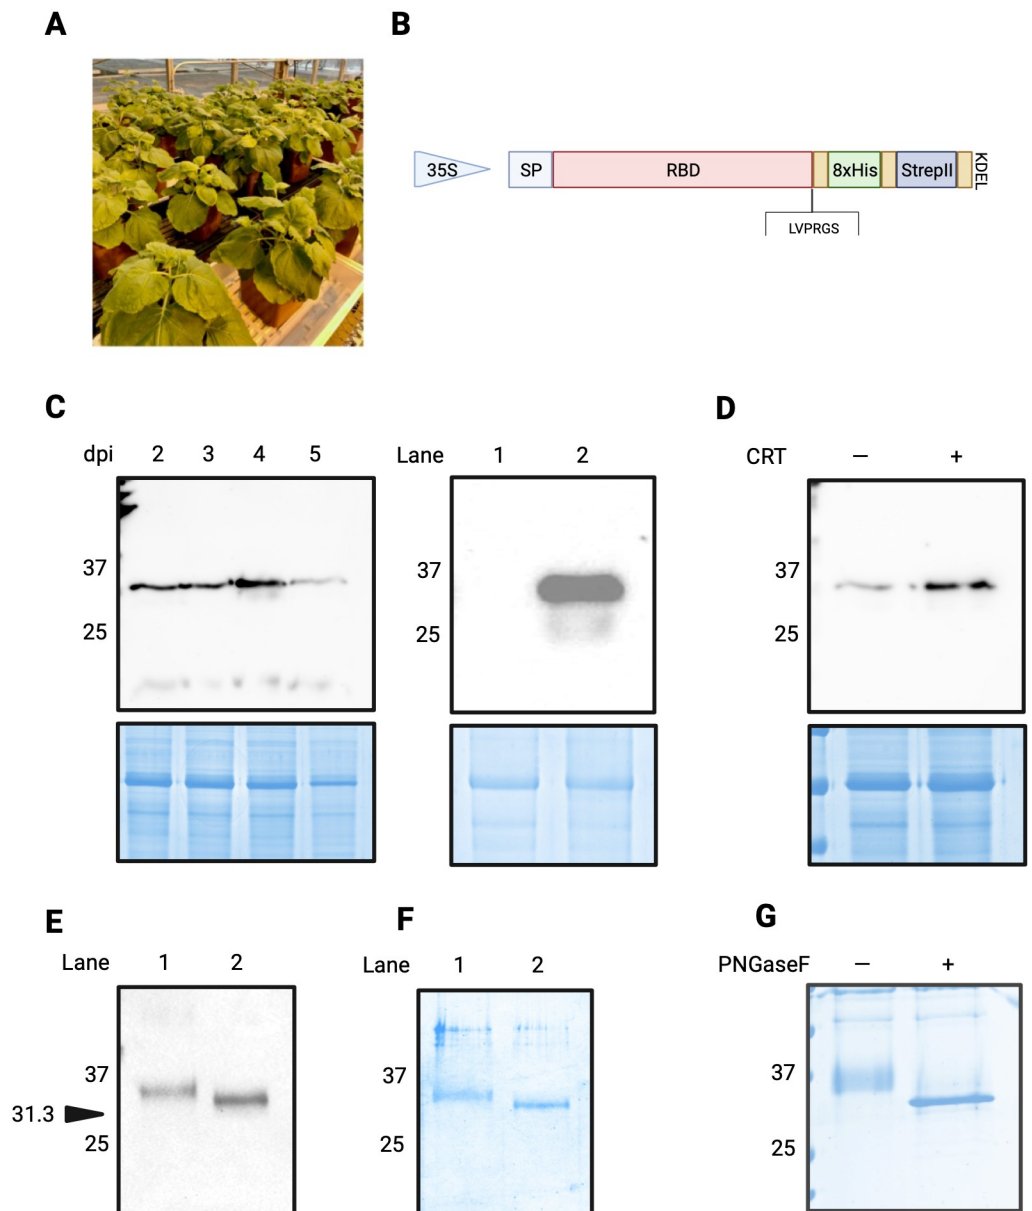 A
B
35S
SP
RBD
8xHis
StrepII
KDEL
LVPRGS
C
D
dpi 2 3 4 5
Lane 1 2
CRT — +
37
25
37
25
37
25
E
F
G
Lane 1 2
Lane 1 2
PNGaseF — +
37
31.3
25
37
25
37
25